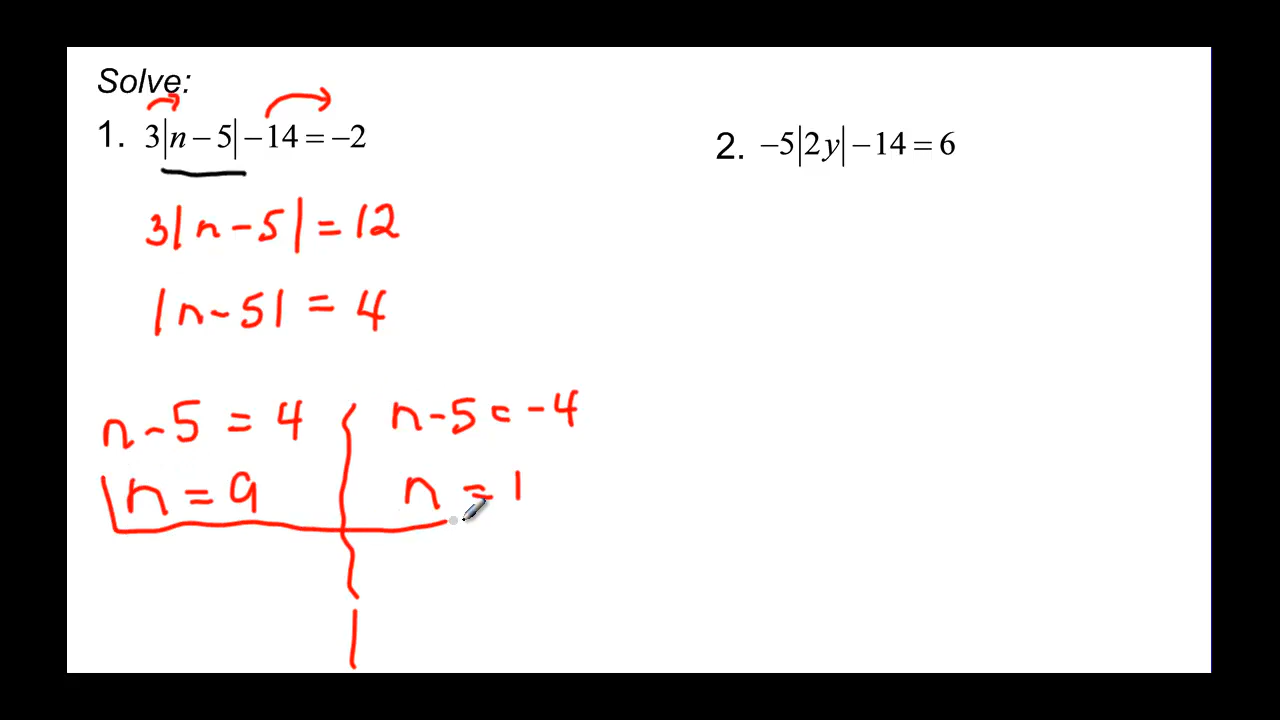 Solve:
1. 3|n − 5| − 14 = −2
2. −5|2y| − 14 = 6
3|n − 5| = 12
|n − 5| = 4
n − 5 = 4
n = 9
n − 5 = −4
n = 1